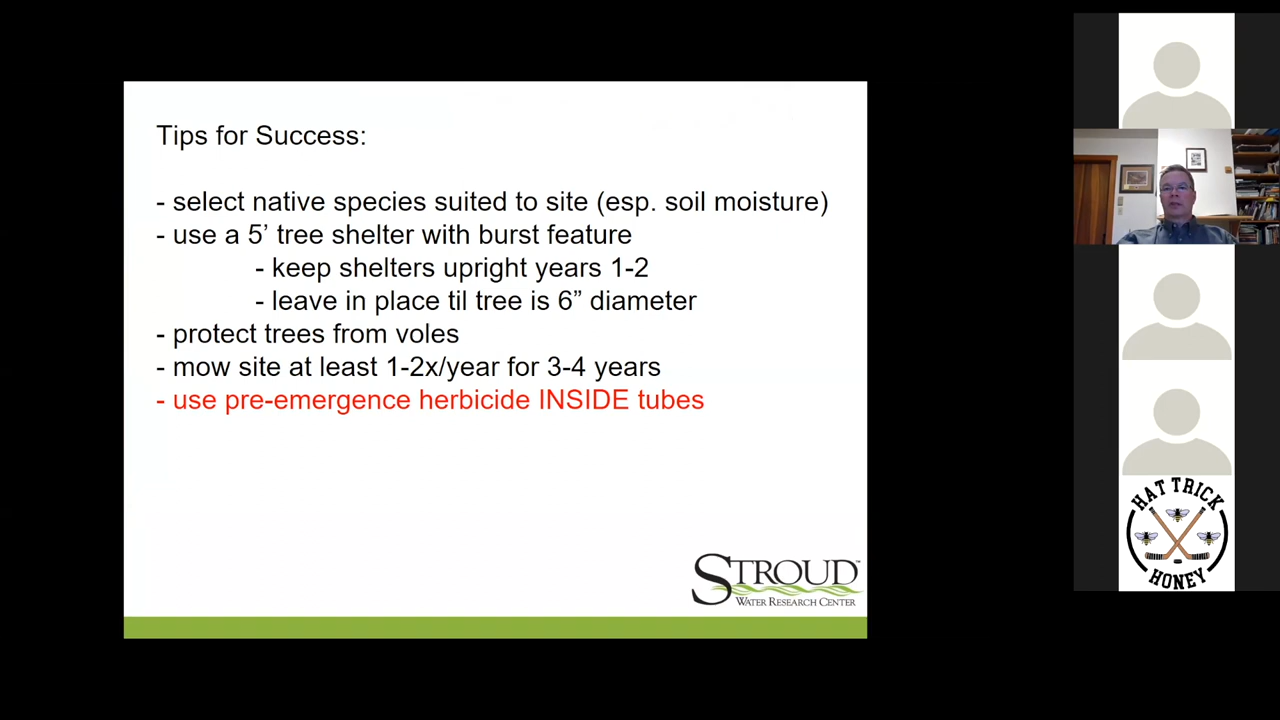 Tips for Success:
- select native species suited to site (esp. soil moisture)
- use a 5’ tree shelter with burst feature
- keep shelters upright years 1-2
- leave in place til tree is 6” diameter
- protect trees from voles
- mow site at least 1-2x/year for 3-4 years
- use pre-emergence herbicide INSIDE tubes
STROUD™
WATER RESEARCH CENTER
HAT TRICK
HONEY